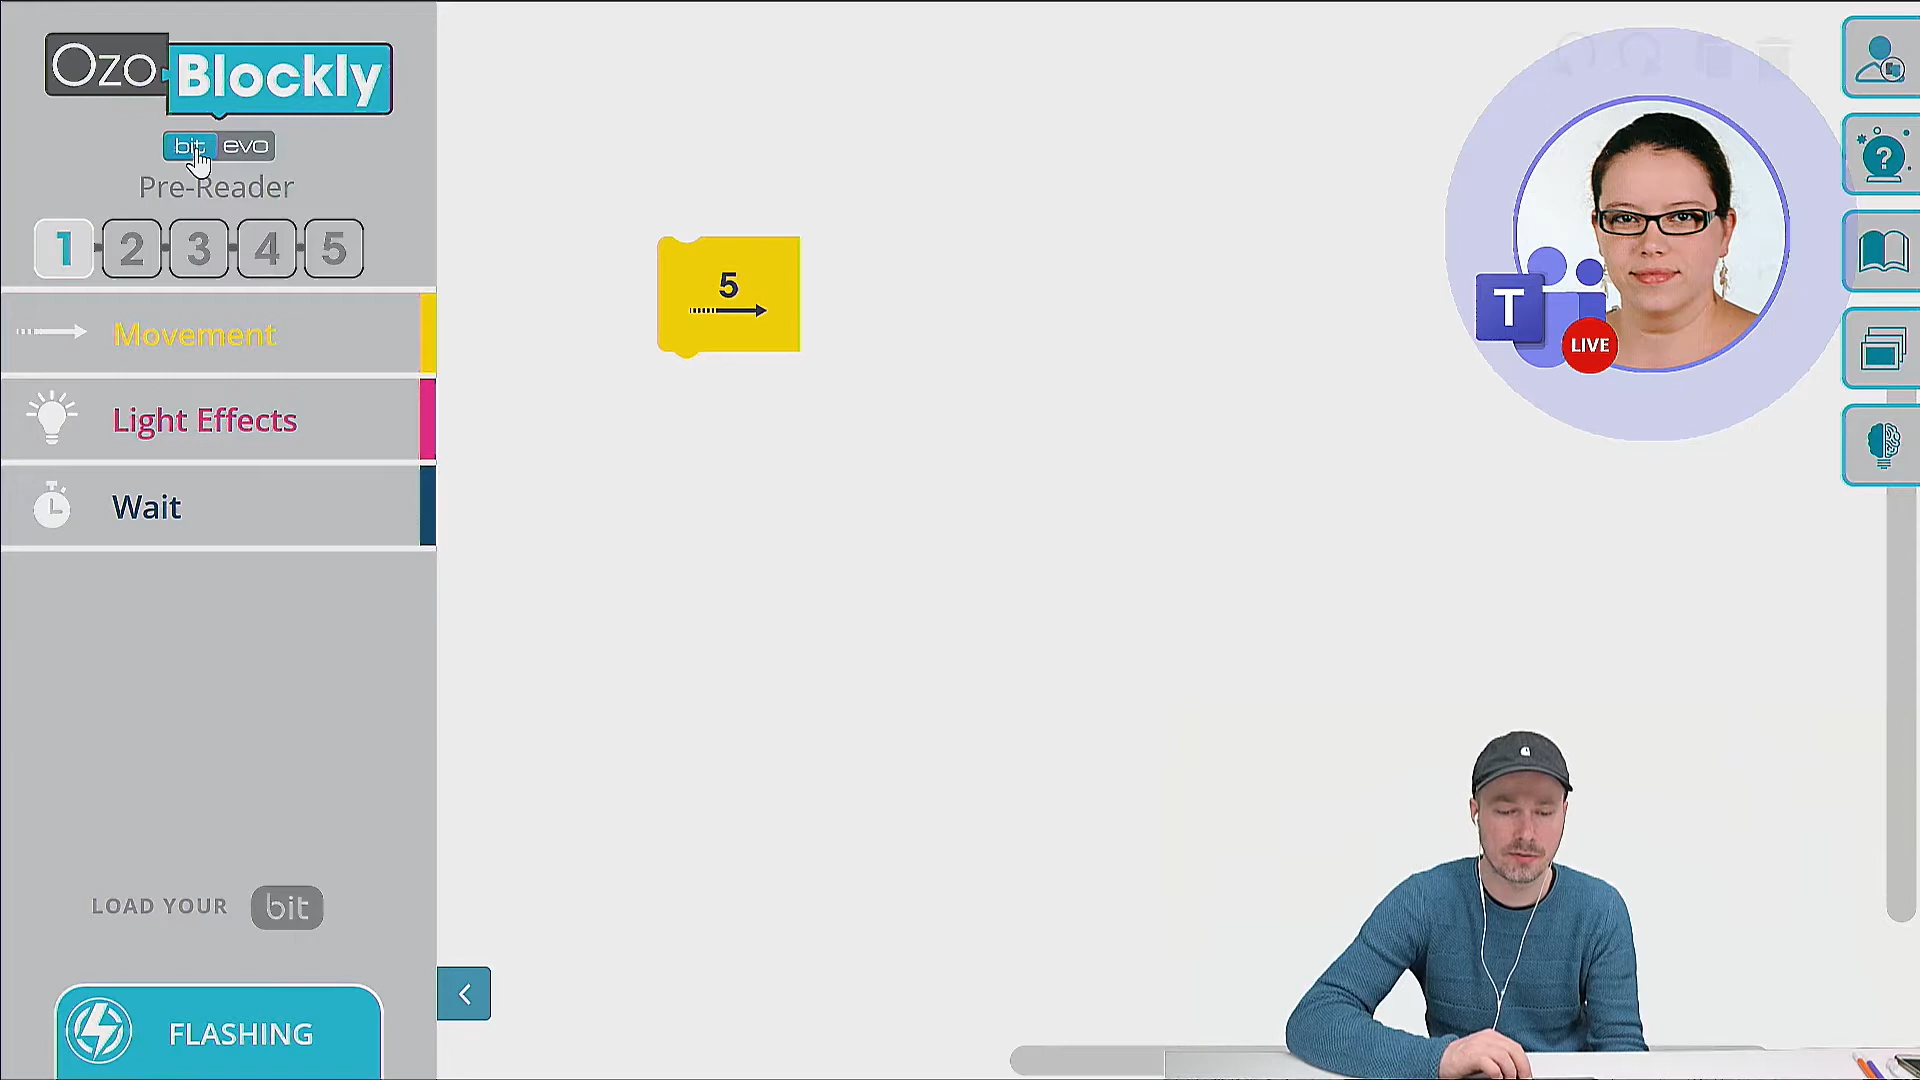 Ozo Blockly
bit evo
Pre-Reader
1 2 3 4 5
Movement
Light Effects
Wait
LOAD YOUR bit
FLASHING
5
T
LIVE
?